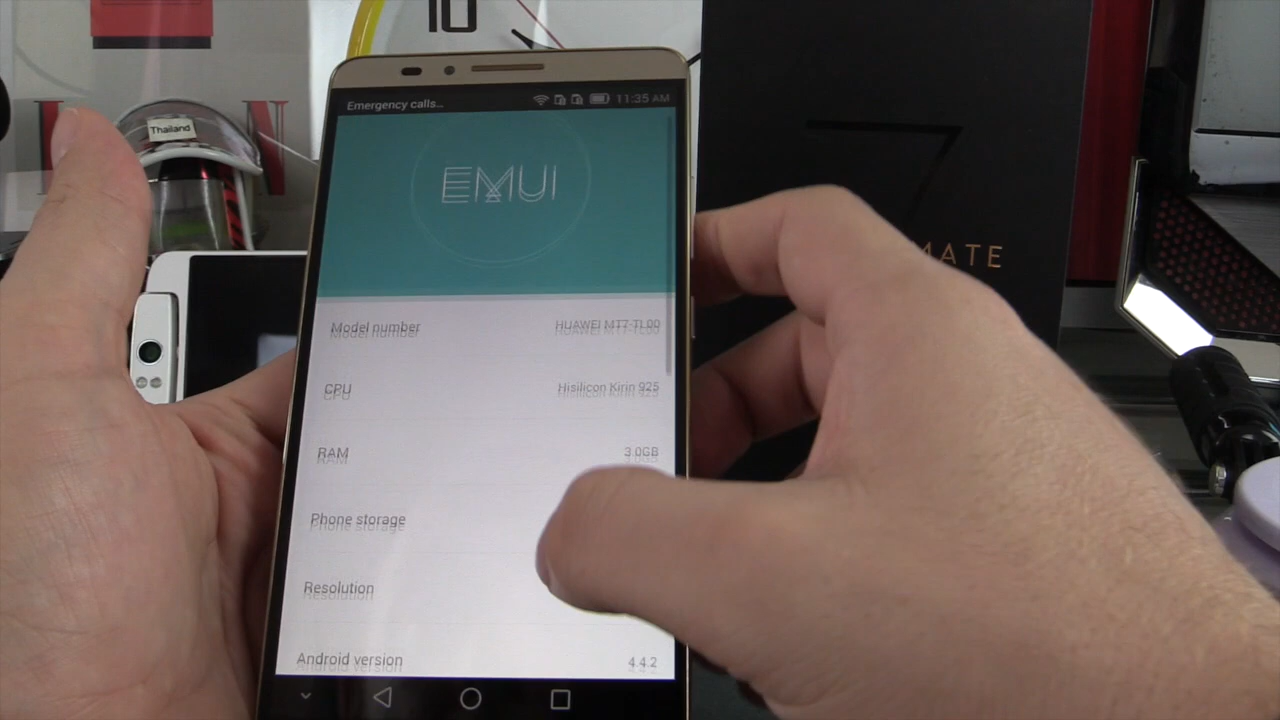 10
Thailand
Emergency calls...
11:35 AM
EMUI
7
MATE
Model number HUAWEI MT7-TL00
CPU Hisilicon Kirin 925
RAM 3.0GB
Phone storage
Resolution
Android version 4.4.2